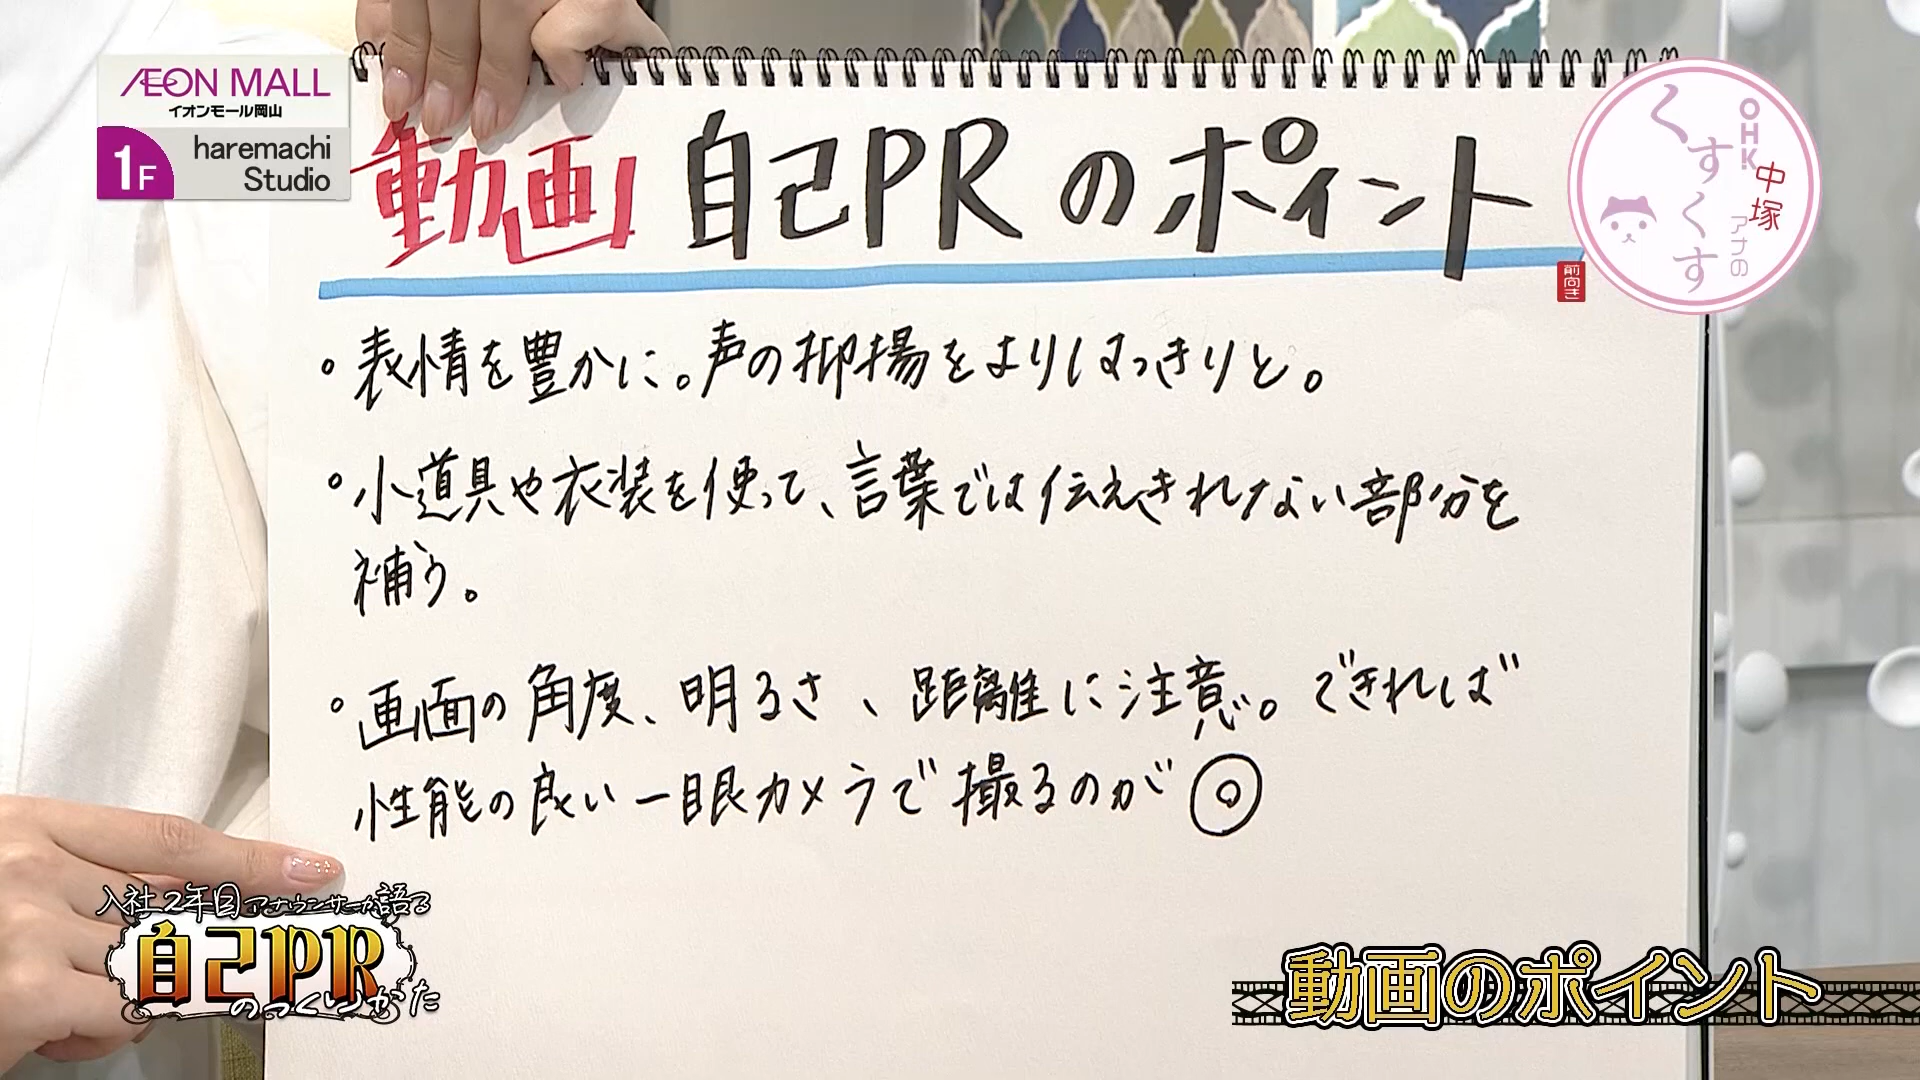 ÆON MALL
イオンモール岡山
1F
haremachi
Studio
動画 自己PRのポイント
OHK中塚アナの
くすくす
前向き
・表情を豊かに。声の抑揚をよりはっきりと。
・小道具や衣装を使って、言葉では伝えきれない部分を
補う。
・画面の角度、明るさ、距離に注意。できれば
性能の良い一眼カメラで撮るのが◎
入社2年目アナウンサーが語る
自己PR
のつくりかた
動画のポイント